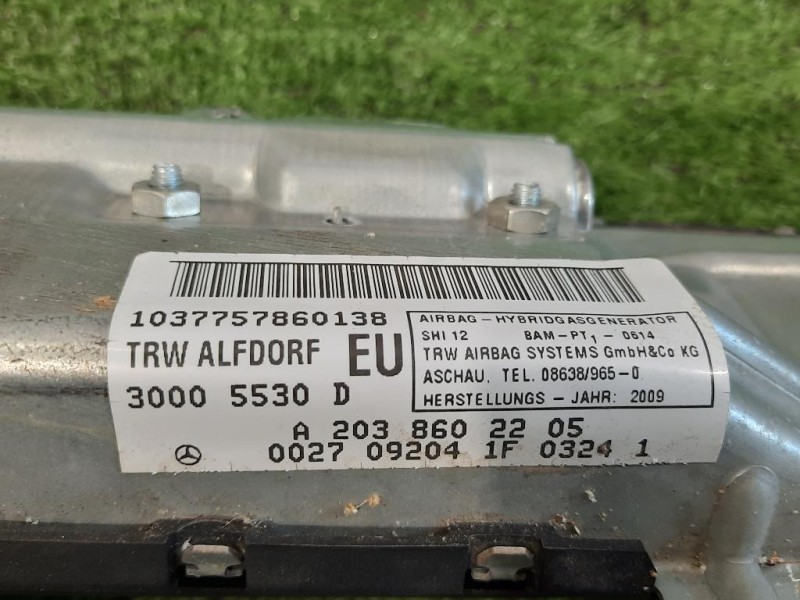 1037757860138
TRW ALFDORF EU
30005 5530 D
AIRBAG - HYBRIDGASGENERATOR
SHI 12 BAM-PT1 - 0614
TRW AIRBAG SYSTEMS GmbH&Co KG
ASCHAU, TEL. 08638/965-0
HERSTELLUNGS - JAHR: 2009
A 203 860 22 05
0027 09204 1F 0324 1